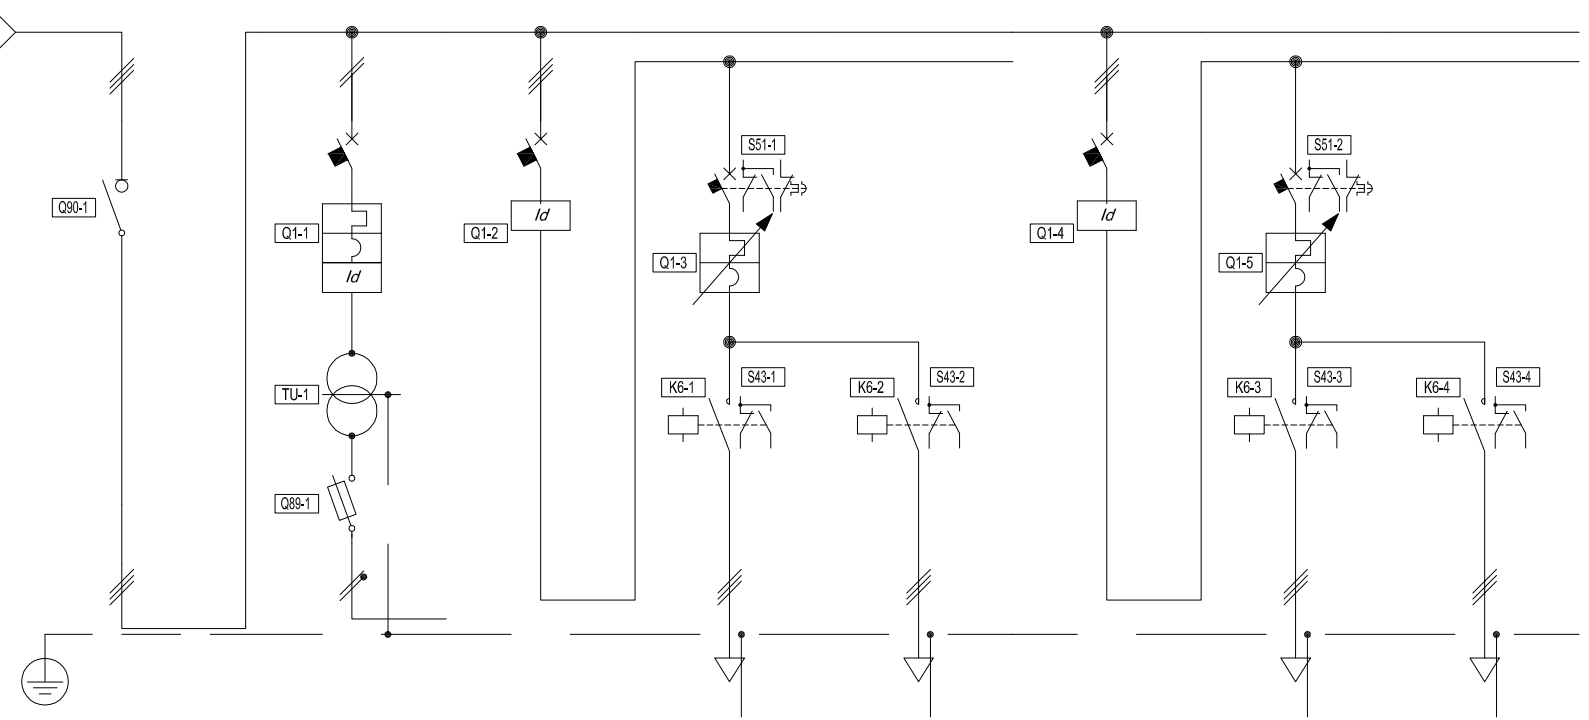 S51-1
S51-2
Q90-1
Id
Id
Q1-1
Q1-2
Q1-4
Q1-3
Q1-5
Id
K6-1
S43-1
K6-2
S43-2
K6-3
S43-3
K6-4
S43-4
TU-1
Q89-1